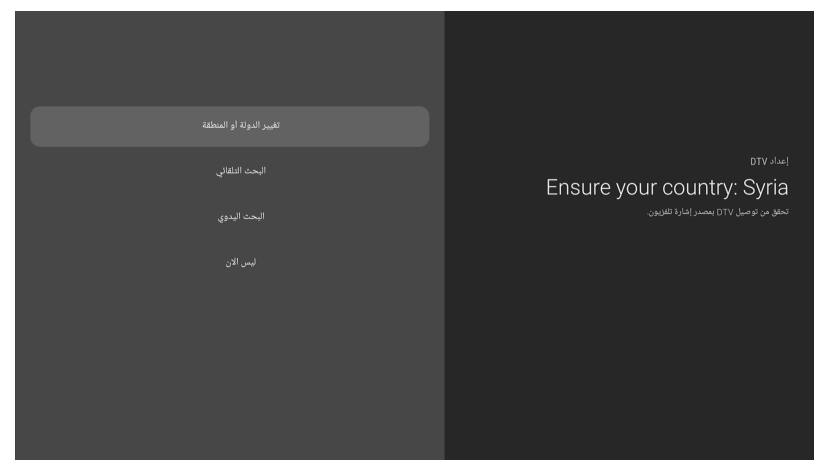 إعداد DTV
Ensure your country: Syria
تحقق من توصيل DTV بمصدر إشارة تلفزيون.
تغيير الدولة أو المنطقة
البحث التلقائي
البحث اليدوي
ليس الان